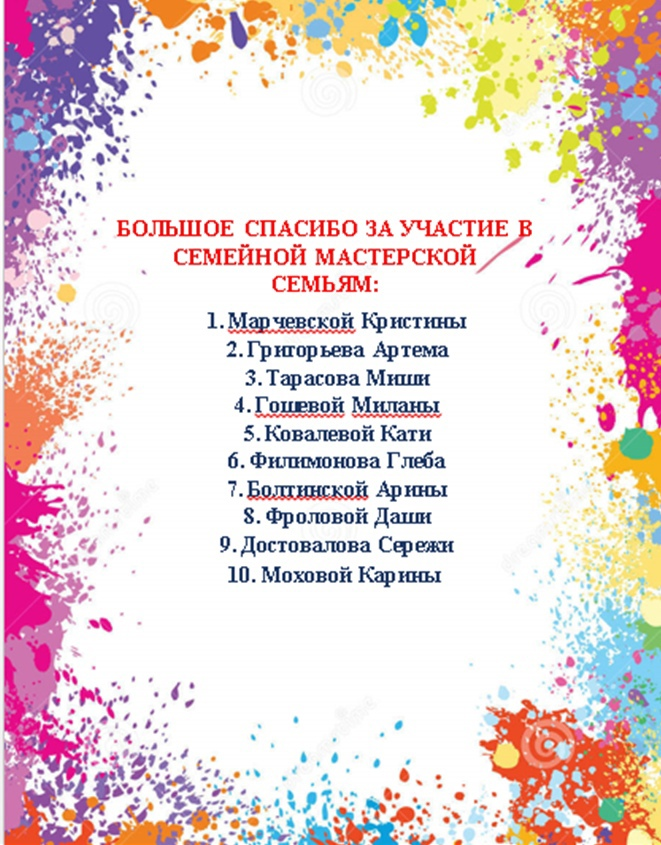 БОЛЬШОЕ СПАСИБО ЗА УЧАСТИЕ В
СЕМЕЙНОЙ МАСТЕРСКОЙ
СЕМЬЯМ:
1. Марчевской Кристины
2. Григорьева Артема
3. Тарасова Миши
4. Гошевой Миланы
5. Ковалевой Кати
6. Филимонова Глеба
7. Болтинской Арины
8. Фроловой Даши
9. Достовалова Сережи
10. Моховой Карины